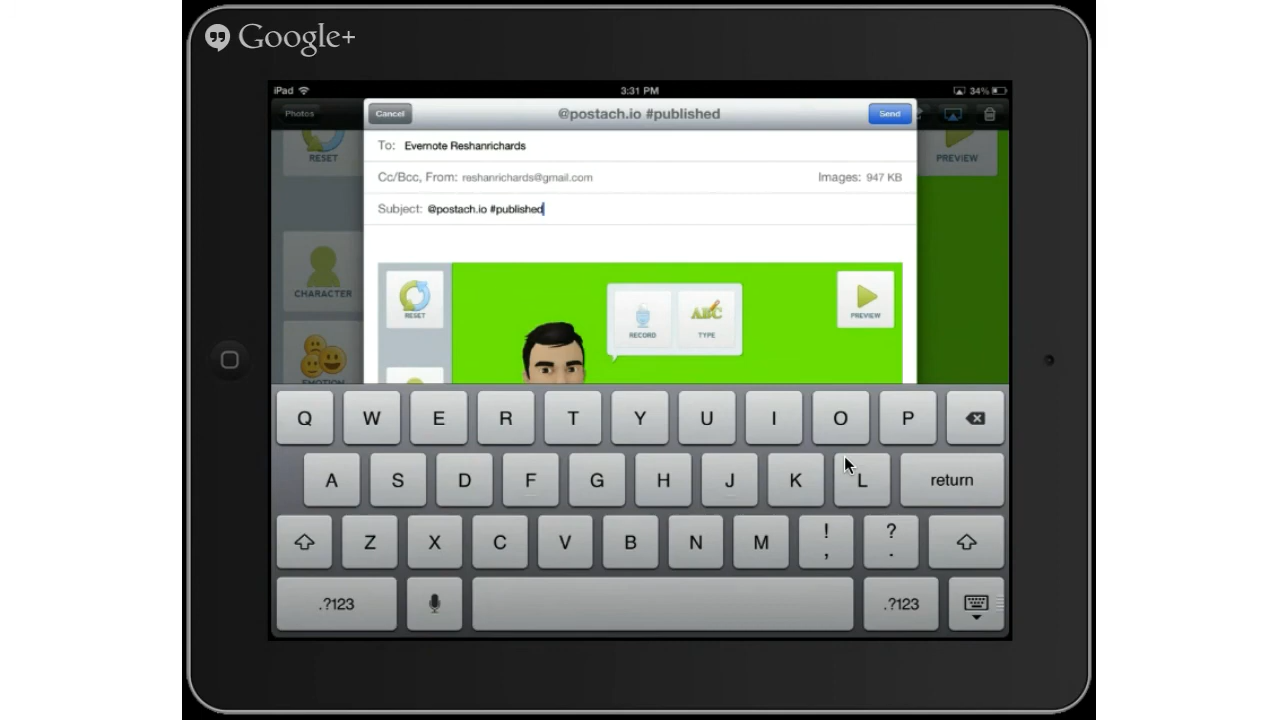 Google+
iPad 3:31 PM 34%
Photos Cancel @postach.io #published Send
RESET To: Evernote Reshanrichards PREVIEW
Cc/Bcc, From: reshanrichards@gmail.com Images: 947 KB
Subject: @postach.io #published
CHARACTER
RESET RECORD ABC TYPE PREVIEW
EMOTION
Q W E R T Y U I O P
A S D F G H J K L return
Z X C V B N M ! , ? .
.?123 .?123